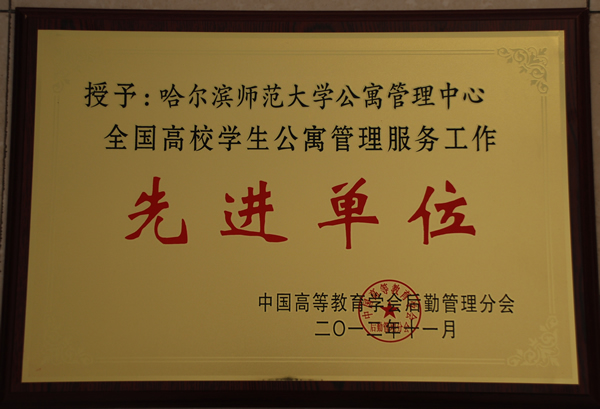 授予：哈尔滨师范大学公寓管理中心
全国高校学生公寓管理服务工作
先进单位
中国高等教育学会后勤管理分会
二〇一二年十一月